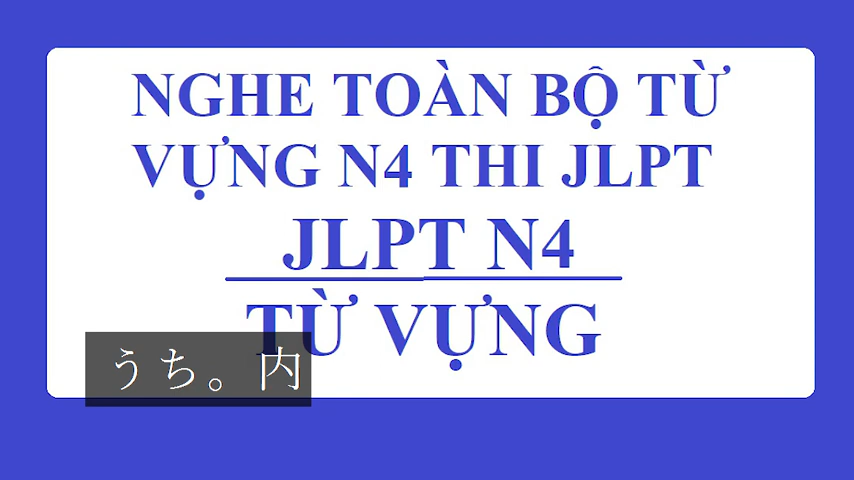 NGHE TOÀN BỘ TỪ
VỰNG N4 THI JLPT
JLPT N4
TỪ VỰNG
うち。内